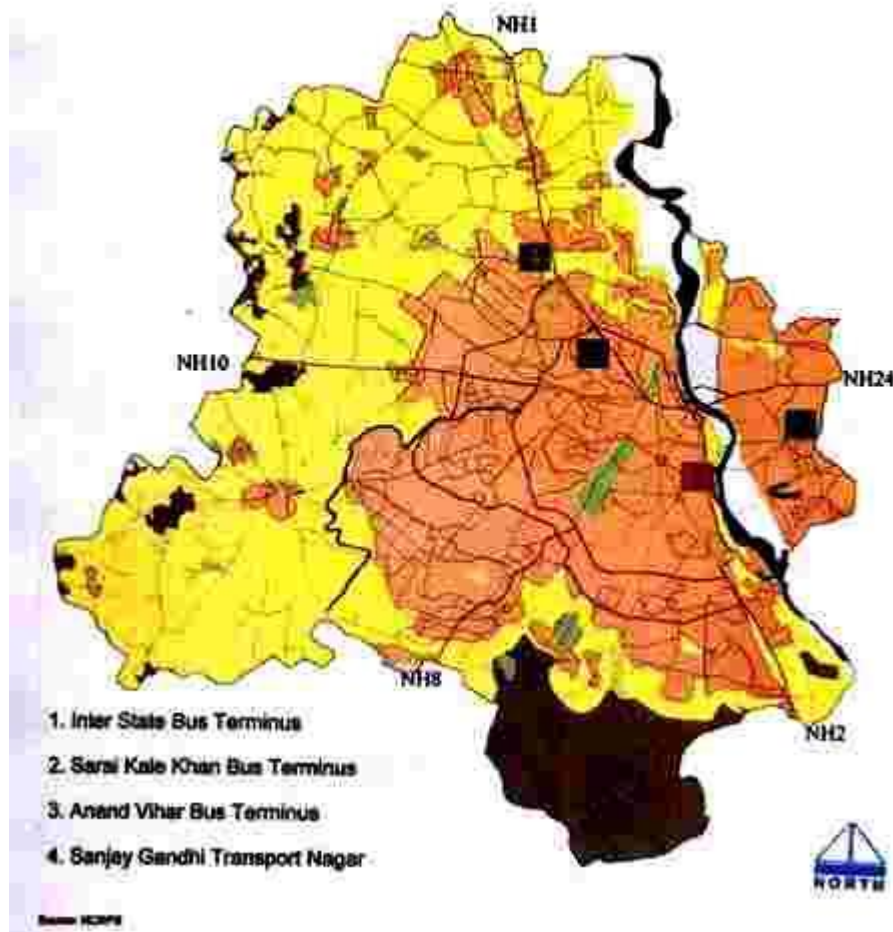 NH1
NH10
NH24
NH8
NH2
1. Inter State Bus Terminus
2. Sarai Kale Khan Bus Terminus
3. Anand Vihar Bus Terminus
4. Sanjay Gandhi Transport Nagar
NORTH